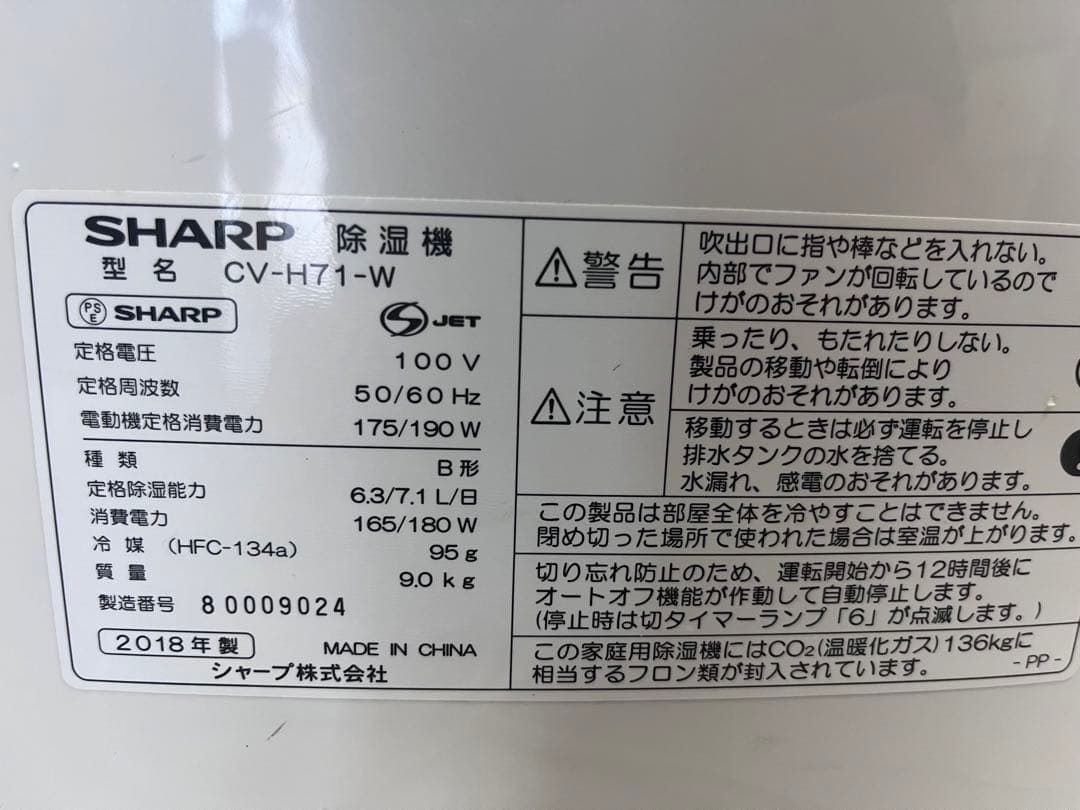 SHARP 除湿機
型名 CV-H71-W
PSE SHARP
S JET
定格電圧 100V
定格周波数 50/60 Hz
電動機定格消費電力 175/190 W
種類 B形
定格除湿能力 6.3/7.1 L/日
消費電力 165/180 W
冷媒 (HFC-134a) 95g
質量 9.0kg
製造番号 80009024
2018年製 MADE IN CHINA
シャープ株式会社
⚠警告
吹出口に指や棒などを入れない。
内部でファンが回転しているので
けがのおそれがあります。
⚠注意
乗ったり、もたれたりしない。
製品の移動や転倒により
けがのおそれがあります。
移動するときは必ず運転を停止し
排水タンクの水を捨てる。
水漏れ、感電のおそれがあります。
この製品は部屋全体を冷やすことはできません。
閉め切った場所で使われた場合は室温が上がります。
切り忘れ防止のため、運転開始から12時間後に
オートオフ機能が作動して自動停止します。
(停止時は切タイマーランプ「6」が点滅します。)
この家庭用除湿機にはCO₂(温暖化ガス)136kgに
相当するフロン類が封入されています。
-PP-